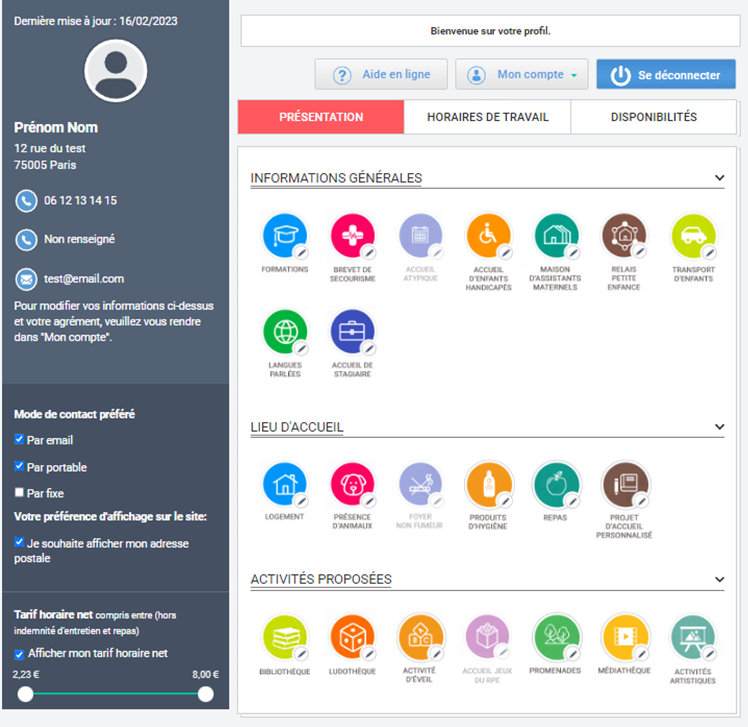 Dernière mise à jour : 16/02/2023
Prénom Nom
12 rue du test
75005 Paris
06 12 13 14 15
Non renseigné
test@email.com
Pour modifier vos informations ci-dessus
et votre agrément, veuillez vous rendre
dans "Mon compte".
Mode de contact préféré
Par email
Par portable
Par fixe
Votre préférence d'affichage sur le site:
Je souhaite afficher mon adresse
postale
Tarif horaire net compris entre (hors
indemnité d'entretien et repas)
Afficher mon tarif horaire net
2,23 € 8,00 €
Bienvenue sur votre profil.
? Aide en ligne Mon compte Se déconnecter
PRÉSENTATION HORAIRES DE TRAVAIL DISPONIBILITÉS
INFORMATIONS GÉNÉRALES
FORMATIONS
BREVET DE
SECOURISME
ACCUEIL
ATYPIQUE
ACCUEIL
D'ENFANTS
HANDICAPÉS
MAISON
D'ASSISTANTS
MATERNELS
RELAIS
PETITE
ENFANCE
TRANSPORT
D'ENFANTS
LANGUES
PARLÉES
ACCUEIL DE
STAGIAIRE
LIEU D'ACCUEIL
LOGEMENT
PRÉSENCE
D'ANIMAUX
FOYER
NON FUMEUR
PRODUITS
D'HYGIÈNE
REPAS
PROJET
D'ACCUEIL
PERSONNALISÉ
ACTIVITÉS PROPOSÉES
BIBLIOTHÈQUE
LUDOTHÈQUE
ACTIVITÉ
D'ÉVEIL
ACCUEIL JEUX
DU RPE
PROMENADES
MÉDIATHÈQUE
ACTIVITÉS
ARTISTIQUES